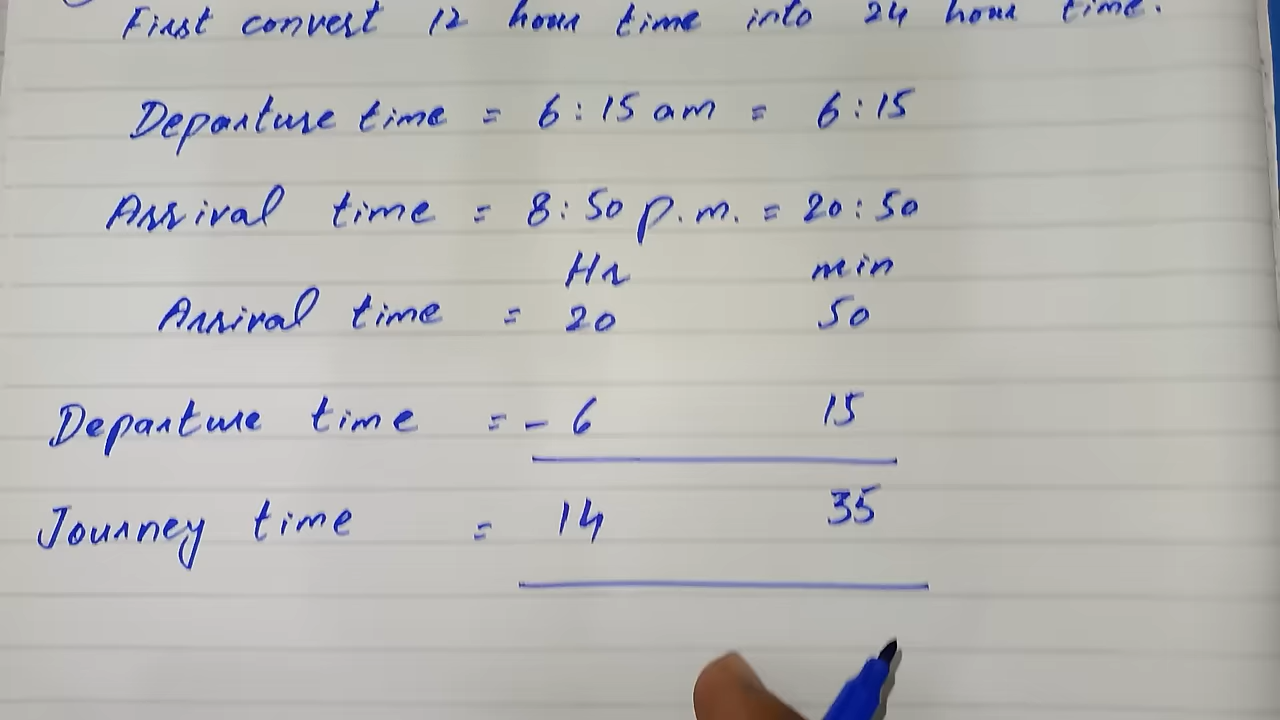 First convert 12 hour time into 24 hour time.
Departure time = 6:15 am = 6:15
Arrival time = 8:50 p.m. = 20:50
Hr min
Arrival time = 20 50
Departure time = - 6 15
Journey time = 14 35